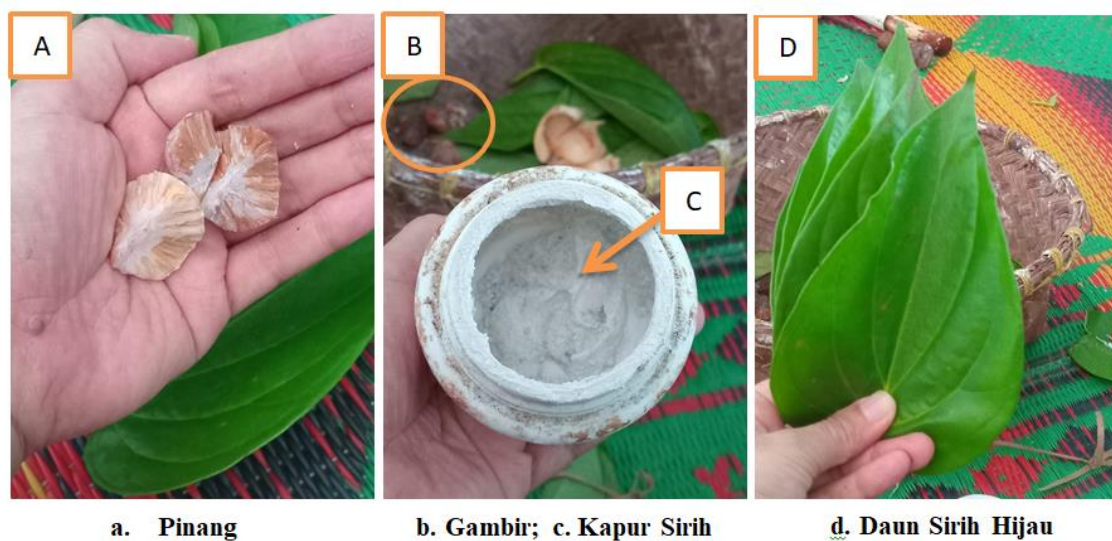 A
B
C
D
a. Pinang
b. Gambir; c. Kapur Sirih
d. Daun Sirih Hijau